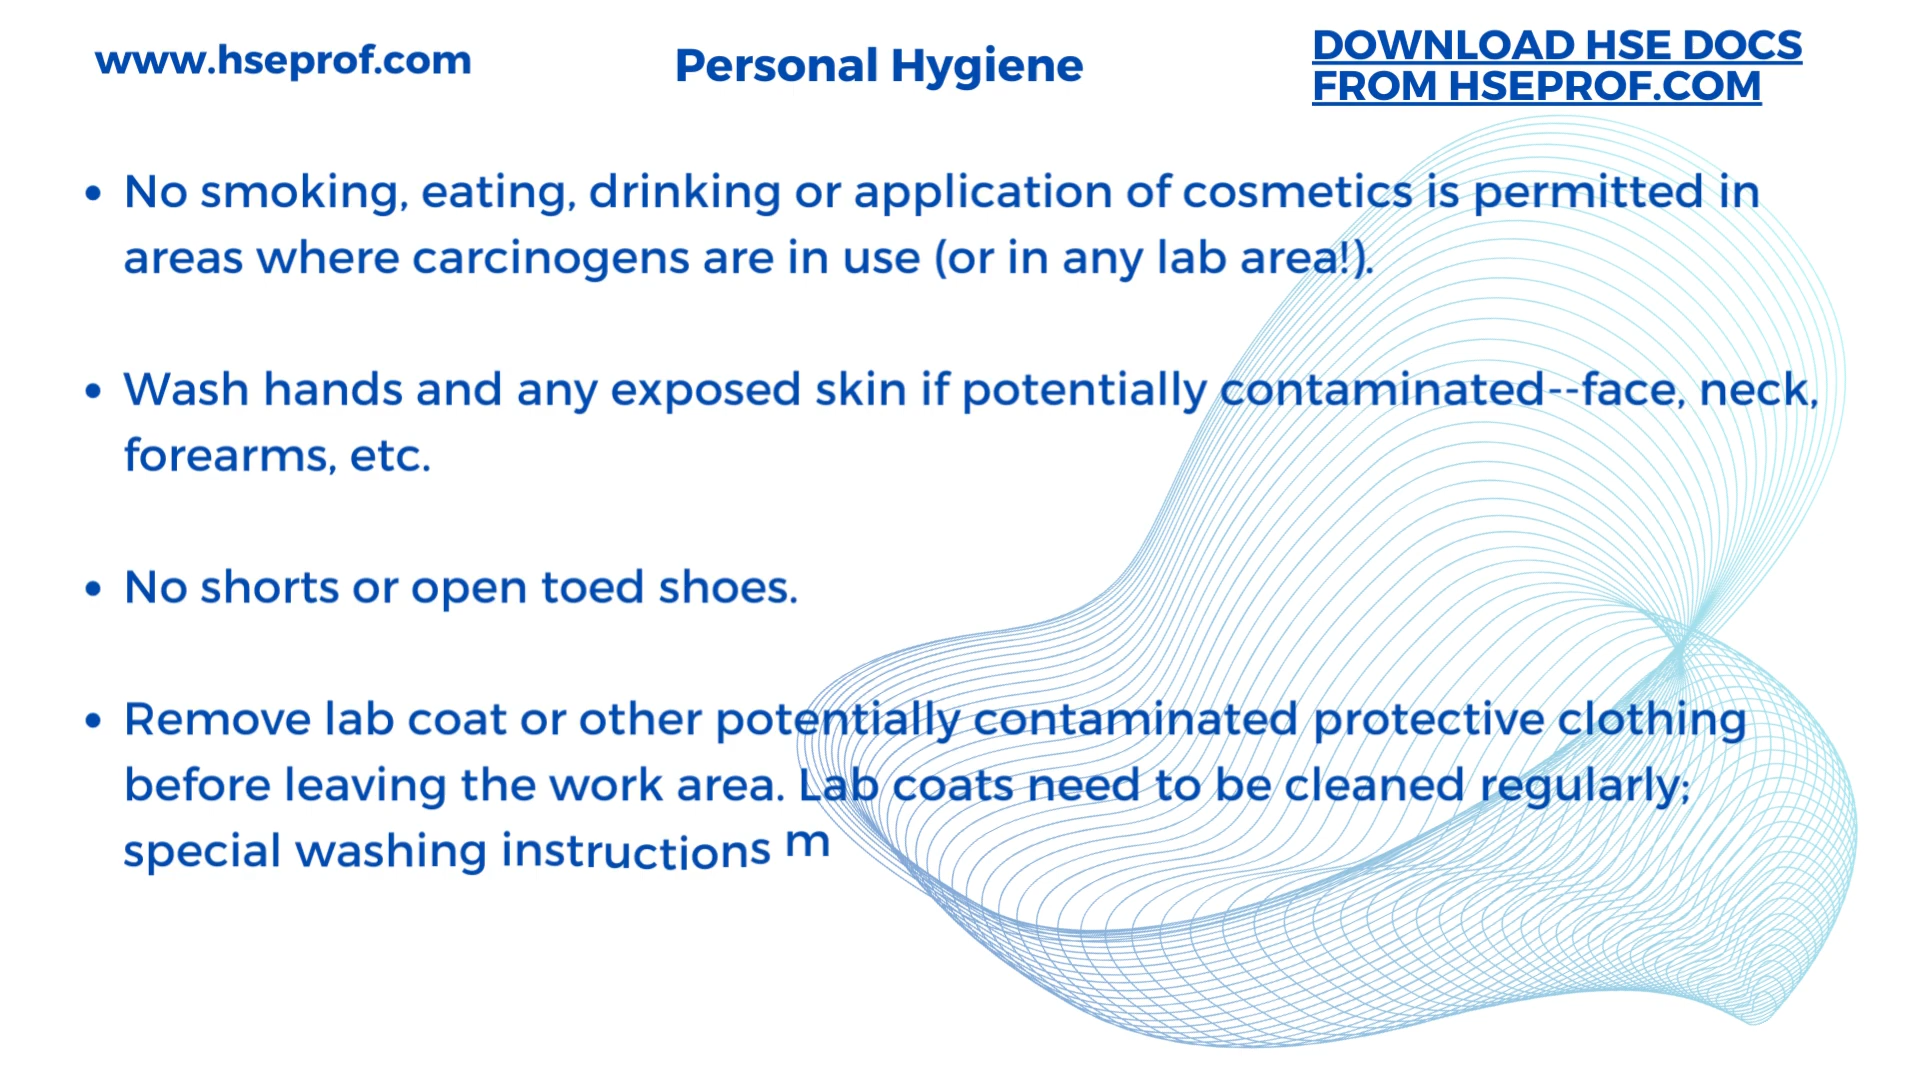 www.hseprof.com
Personal Hygiene
DOWNLOAD HSE DOCS
FROM HSEPROF.COM
• No smoking, eating, drinking or application of cosmetics is permitted in
areas where carcinogens are in use (or in any lab area!).
• Wash hands and any exposed skin if potentially contaminated--face, neck,
forearms, etc.
• No shorts or open toed shoes.
• Remove lab coat or other potentially contaminated protective clothing
before leaving the work area. Lab coats need to be cleaned regularly;
special washing instructions m